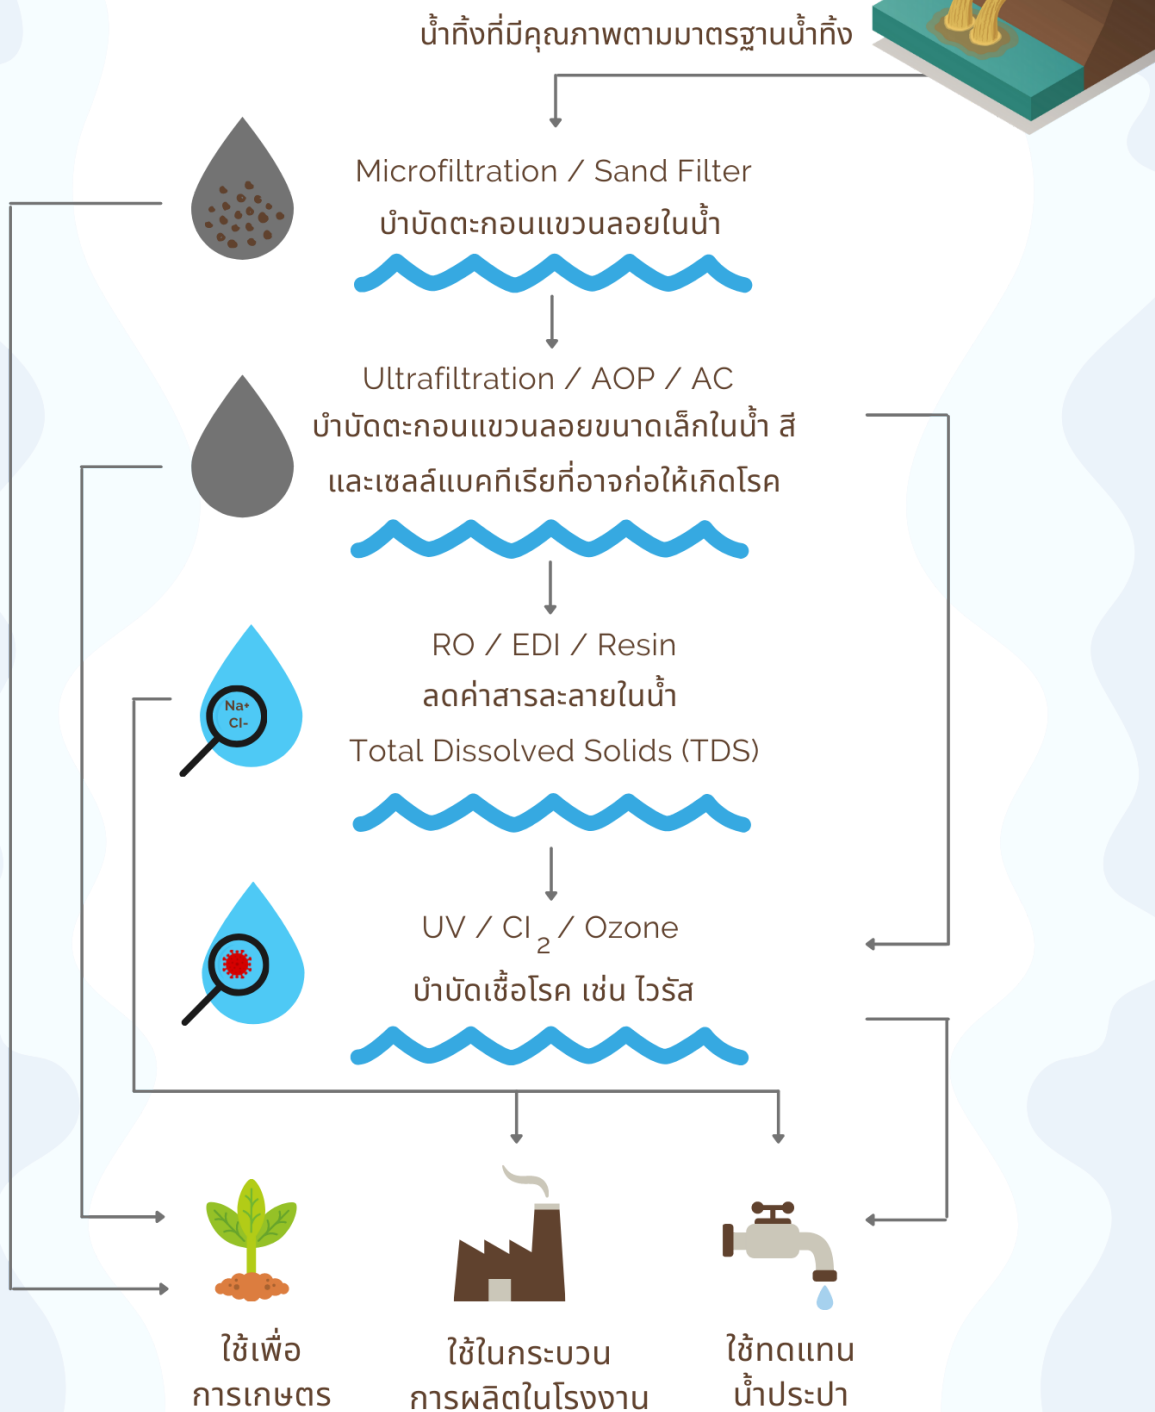 น้ำทิ้งที่มีคุณภาพตามมาตรฐานน้ำทิ้ง
Microfiltration / Sand Filter
บำบัดตะกอนแขวนลอยในน้ำ
Ultrafiltration / AOP / AC
บำบัดตะกอนแขวนลอยขนาดเล็กในน้ำ สี
และเซลล์แบคทีเรียที่อาจก่อให้เกิดโรค
RO / EDI / Resin
Na+
Cl-
ลดค่าสารละลายในน้ำ
Total Dissolved Solids (TDS)
UV / Cl 2 / Ozone
บำบัดเชื้อโรค เช่น ไวรัส
ใช้เพื่อ
การเกษตร
ใช้ในกระบวน
การผลิตในโรงงาน
ใช้ทดแทน
น้ำประปา